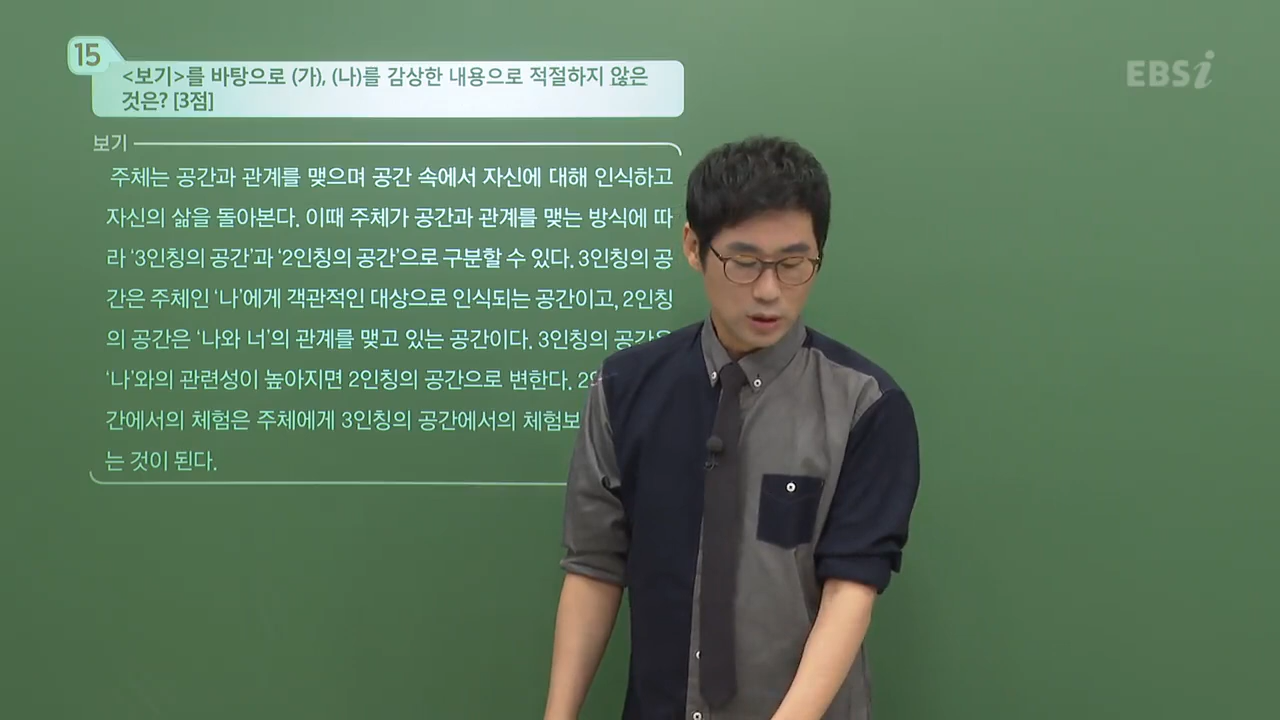 15
<보기>를 바탕으로 (가), (나)를 감상한 내용으로 적절하지 않은
것은? [3점]
EBSi
보기
주체는 공간과 관계를 맺으며 공간 속에서 자신에 대해 인식하고
자신의 삶을 돌아본다. 이때 주체가 공간과 관계를 맺는 방식에 따
라 '3인칭의 공간'과 '2인칭의 공간'으로 구분할 수 있다. 3인칭의 공
간은 주체인 '나'에게 객관적인 대상으로 인식되는 공간이고, 2인칭
의 공간은 '나와 너'의 관계를 맺고 있는 공간이다. 3인칭의 공간은
'나'와의 관련성이 높아지면 2인칭의 공간으로 변한다.
간에서의 체험은 주체에게 3인칭의 공간에서의 체험보
는 것이 된다.